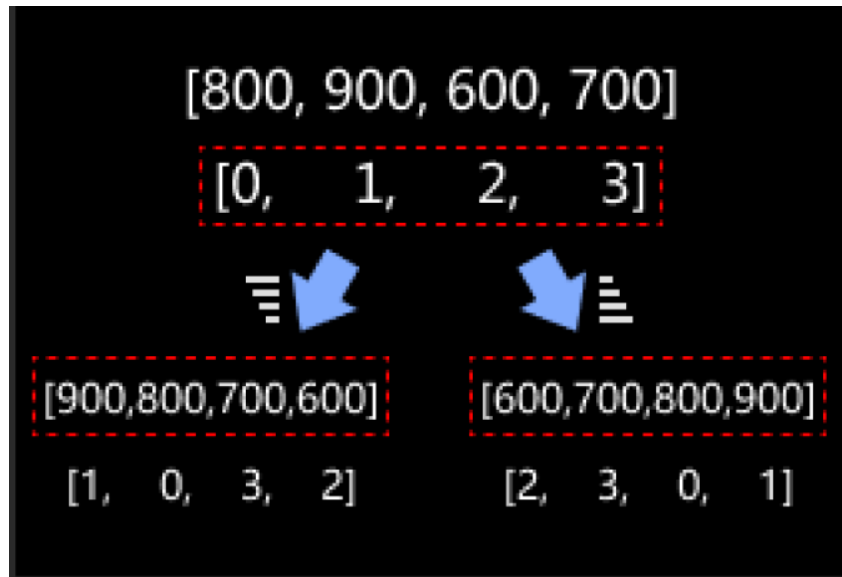 [800, 900, 600, 700]
[0, 1, 2, 3]
[900,800,700,600]
[600,700,800,900]
[1, 0, 3, 2]
[2, 3, 0, 1]